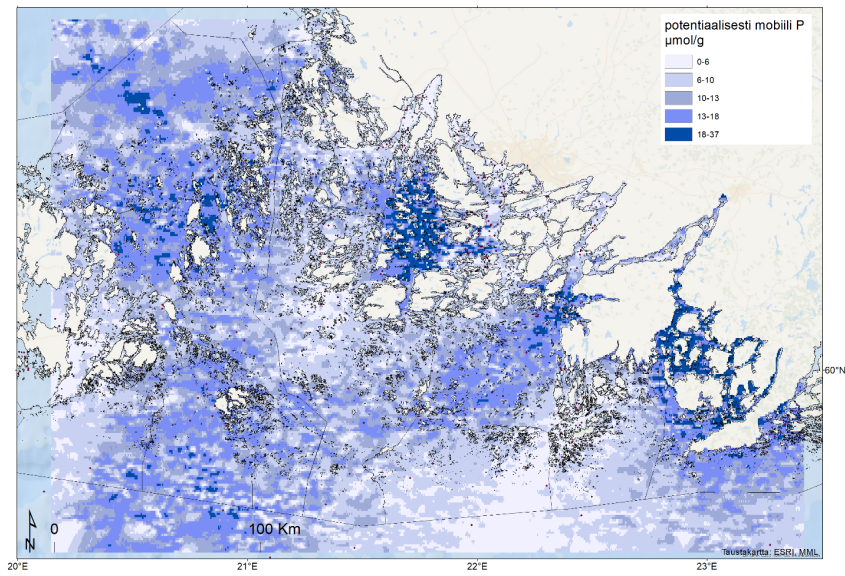 potentiaalisesti mobiili P
µmol/g
0-6
6-10
10-13
13-18
18-37
60°N
N
0 100 Km
Taustakartta: ESRI, MML
20°E 21°E 22°E 23°E